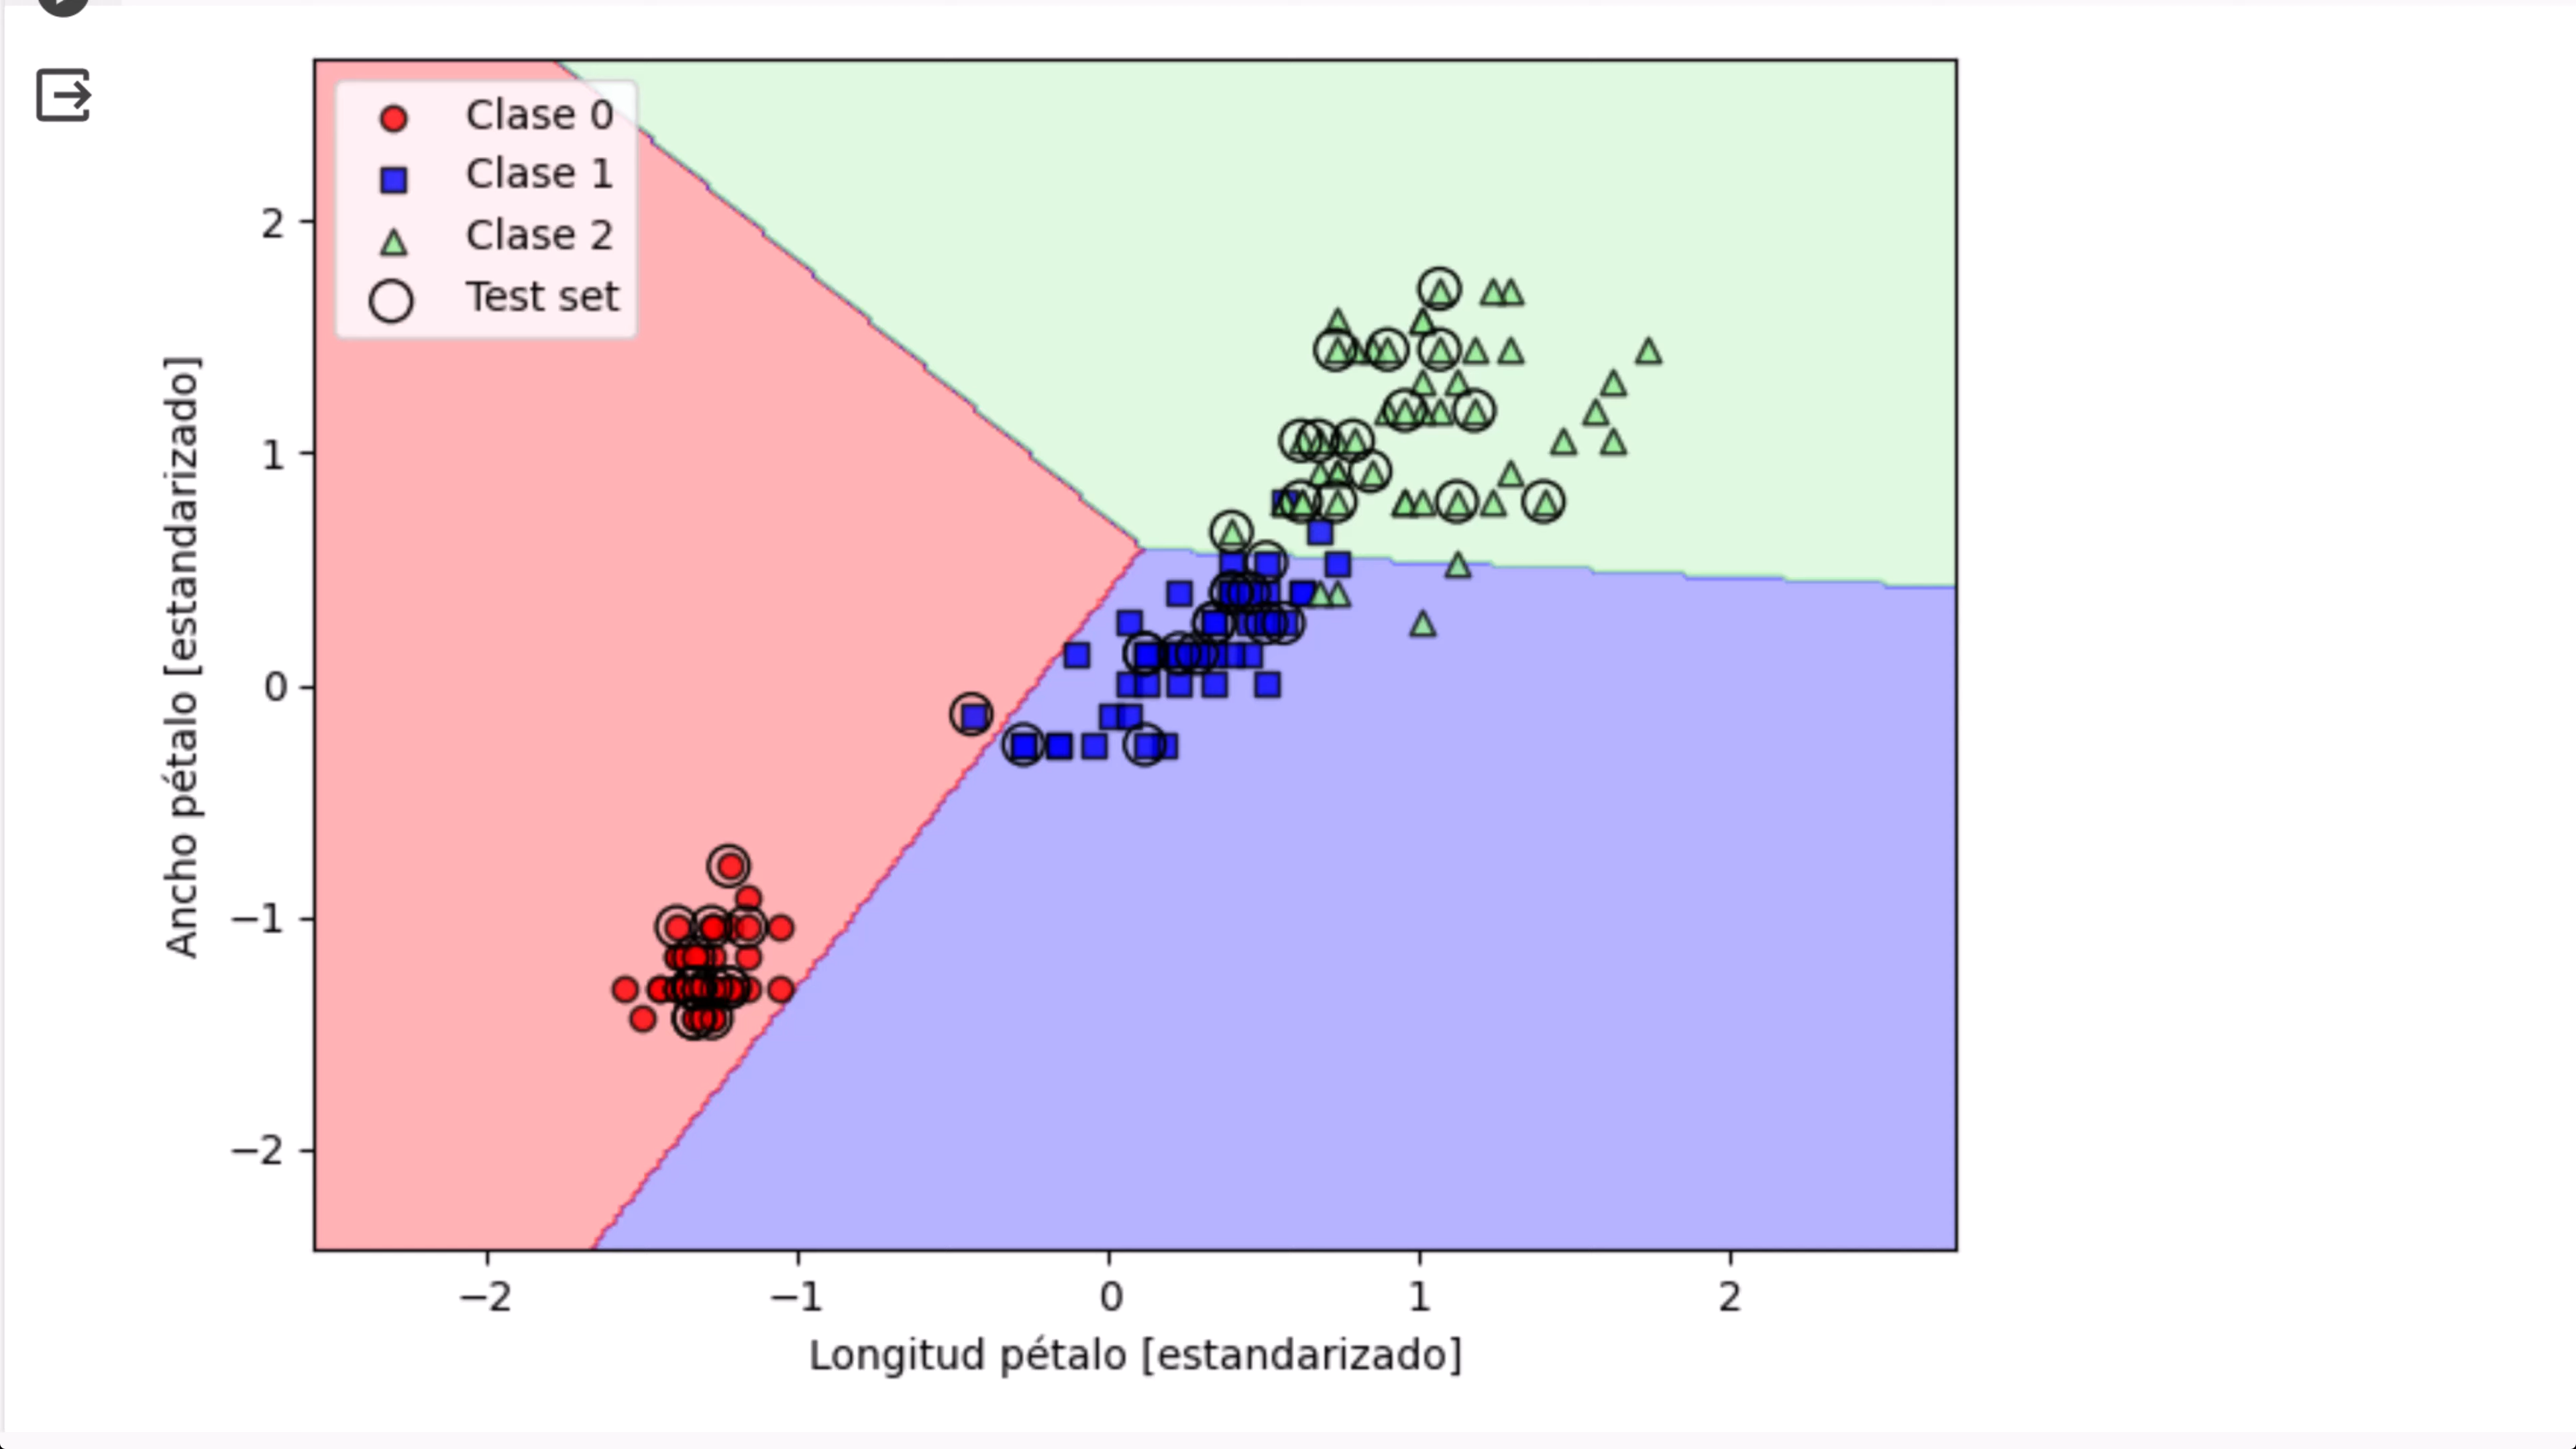 Clase 0
Clase 1
Clase 2
Test set
2
1
0
−1
−2
Ancho pétalo [estandarizado]
−2
−1
0
1
2
Longitud pétalo [estandarizado]